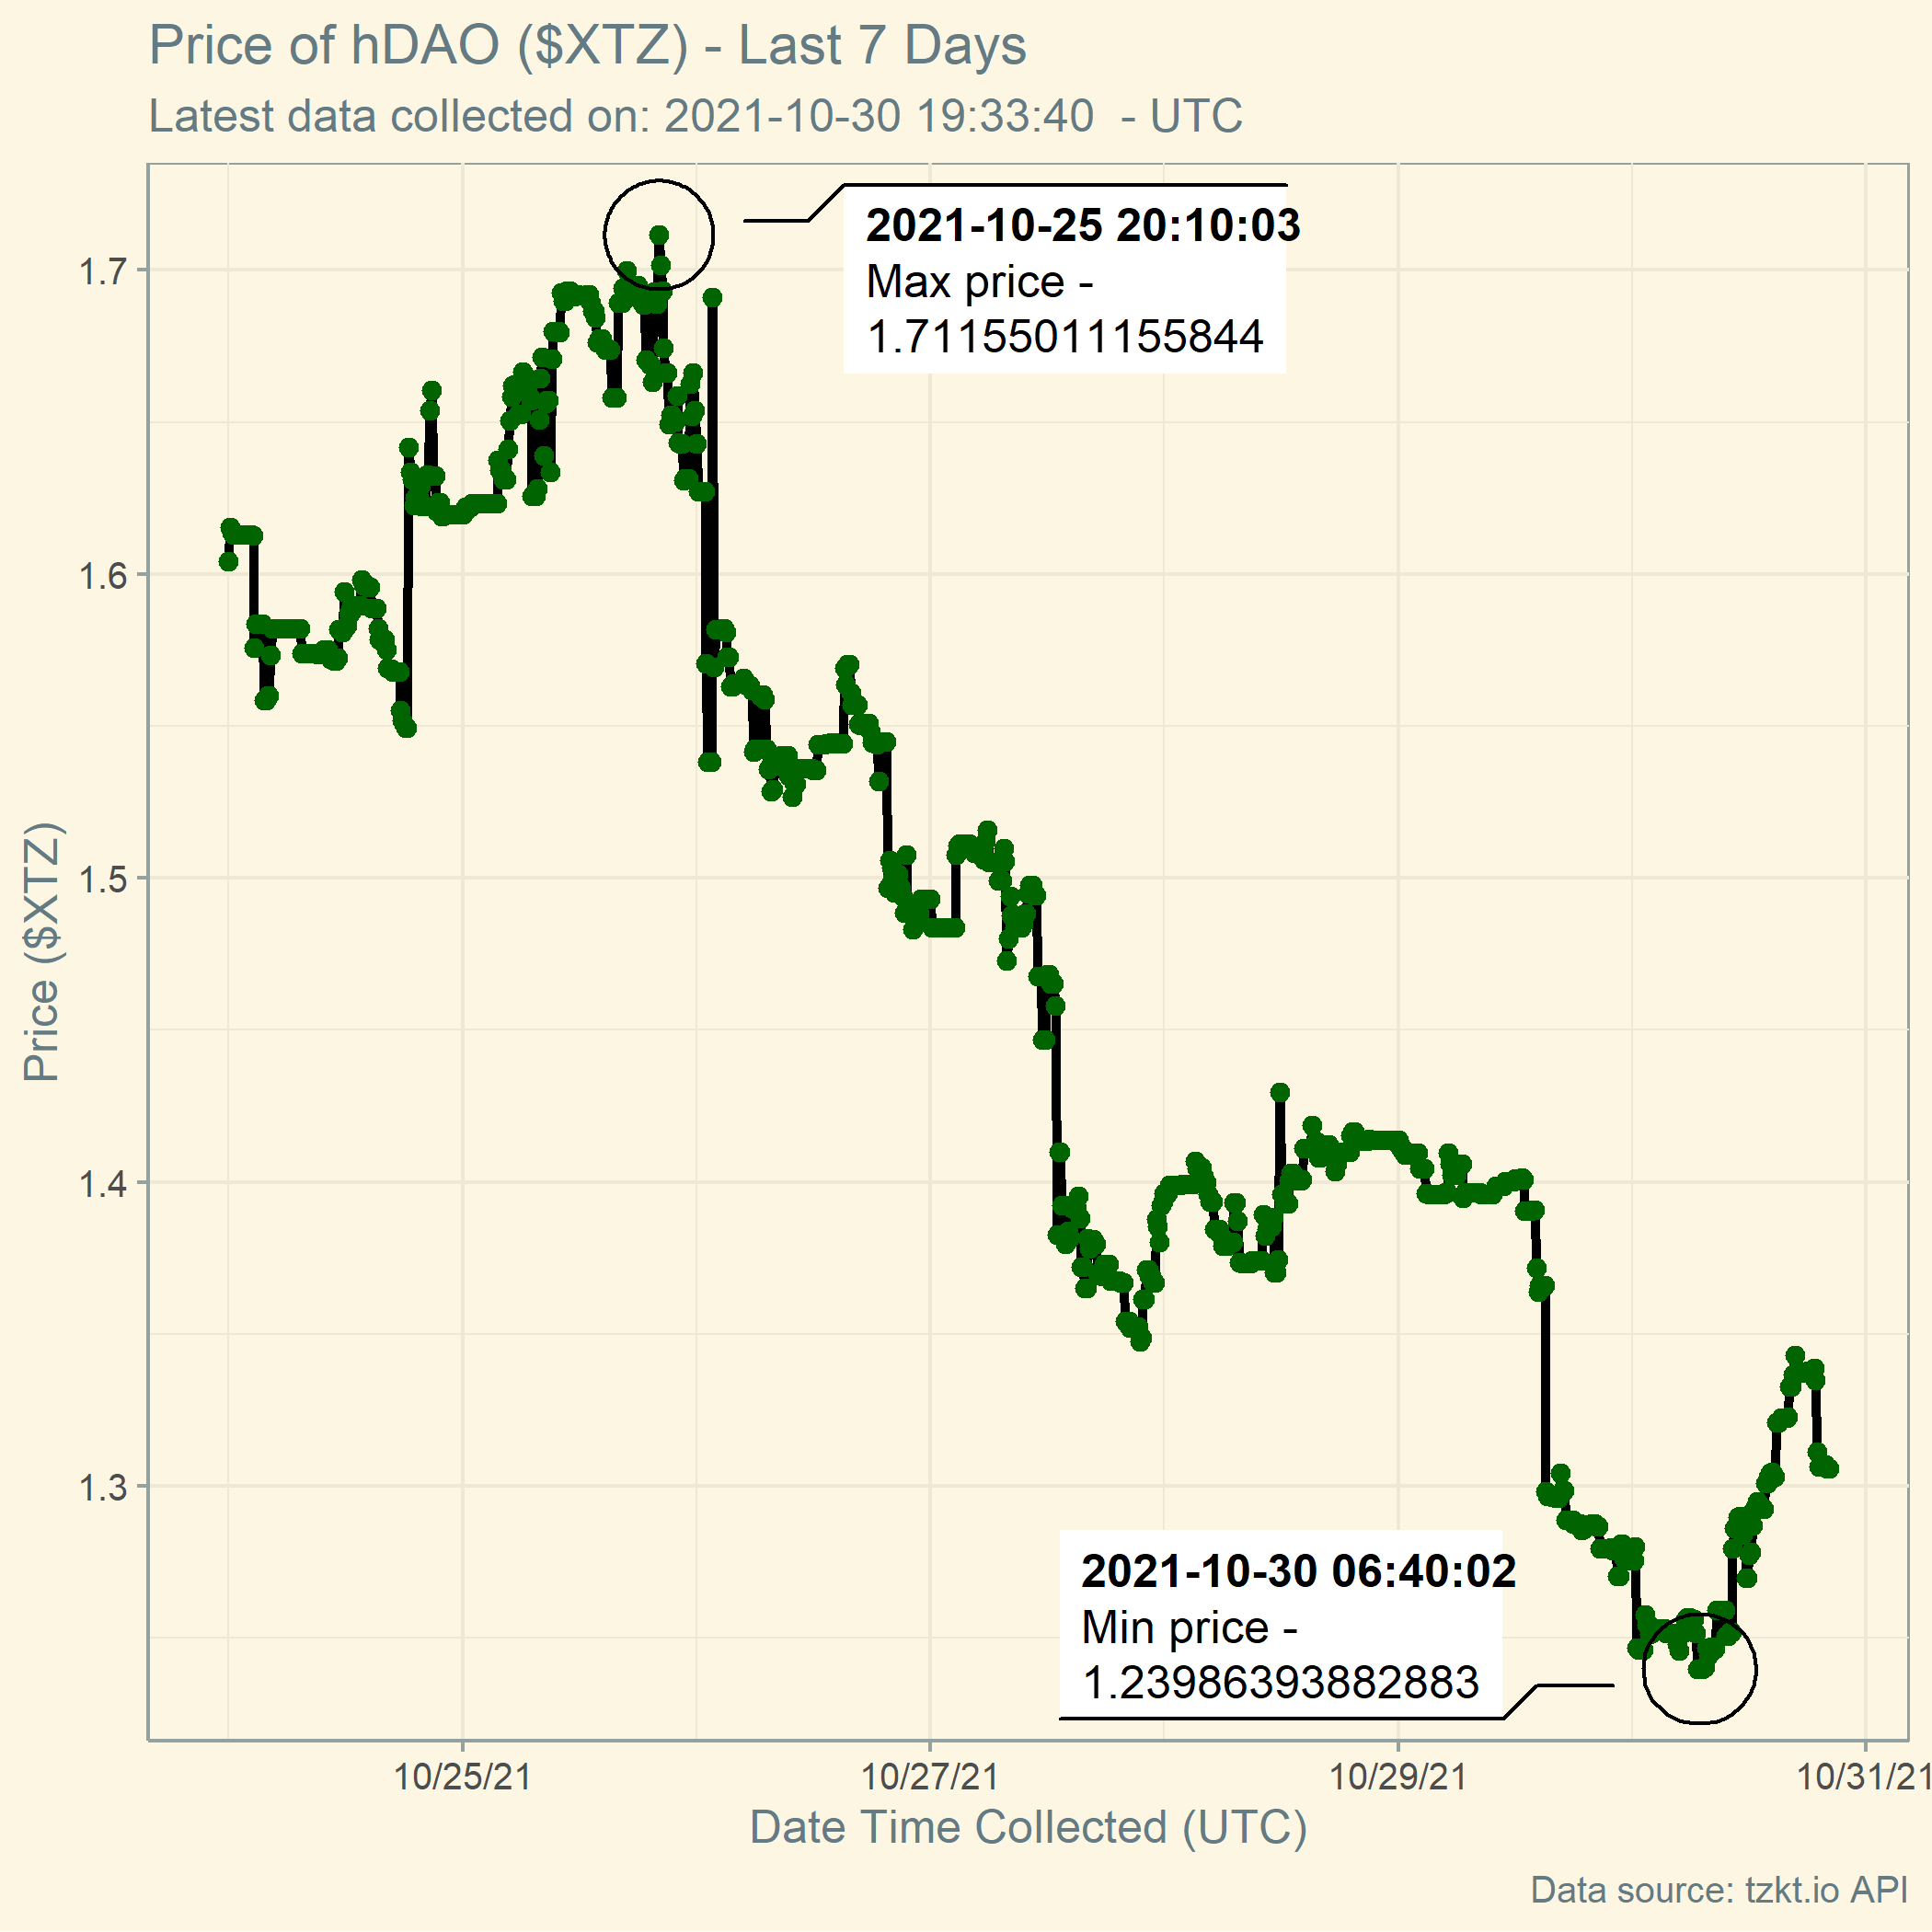 Price of hDAO ($XTZ) - Last 7 Days
Latest data collected on: 2021-10-30 19:33:40  - UTC
2021-10-25 20:10:03
Max price -
1.71155011155844
1.7
1.6
1.5
1.4
1.3
Price ($XTZ)
2021-10-30 06:40:02
Min price -
1.23986393882883
10/25/21
10/27/21
10/29/21
10/31/21
Date Time Collected (UTC)
Data source: tzkt.io API